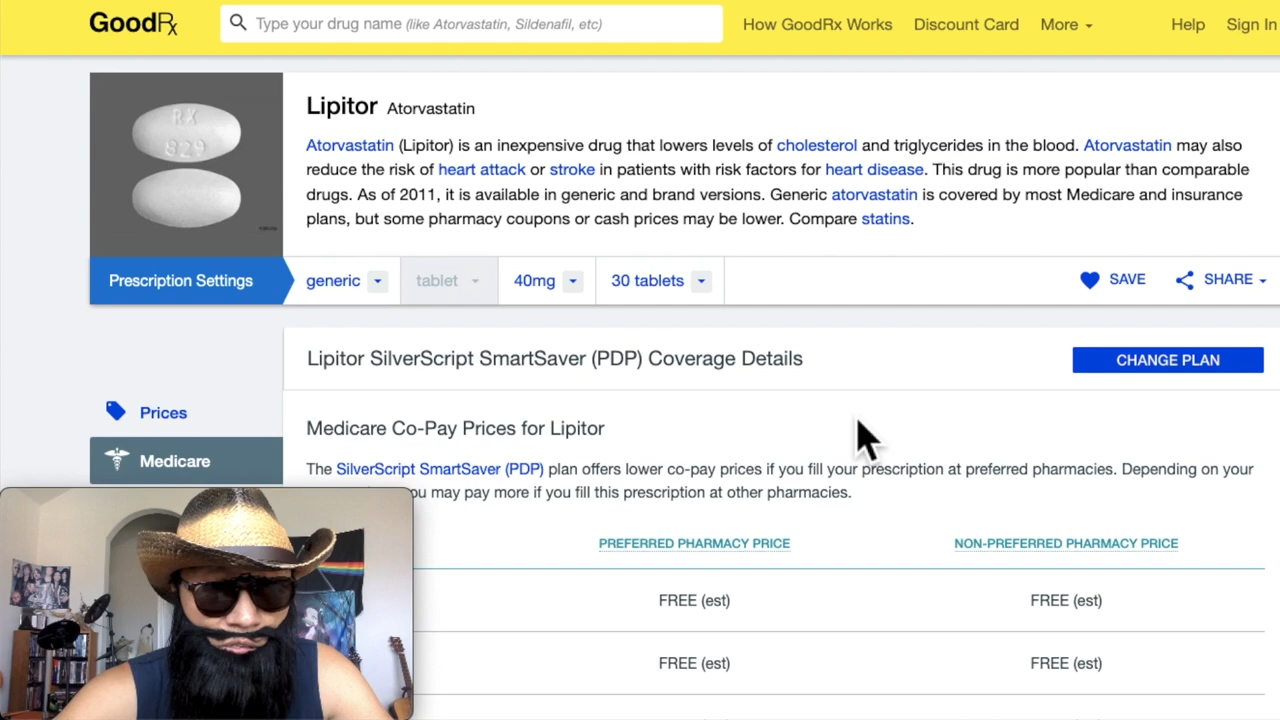 GoodRx
Type your drug name (like Atorvastatin, Sildenafil, etc)
How GoodRx Works
Discount Card
More
Help
Sign In
RX
829
Lipitor Atorvastatin
Atorvastatin (Lipitor) is an inexpensive drug that lowers levels of cholesterol and triglycerides in the blood. Atorvastatin may also
reduce the risk of heart attack or stroke in patients with risk factors for heart disease. This drug is more popular than comparable
drugs. As of 2011, it is available in generic and brand versions. Generic atorvastatin is covered by most Medicare and insurance
plans, but some pharmacy coupons or cash prices may be lower. Compare statins.
Prescription Settings
generic
tablet
40mg
30 tablets
SAVE
SHARE
Lipitor SilverScript SmartSaver (PDP) Coverage Details
CHANGE PLAN
Prices
Medicare
Medicare Co-Pay Prices for Lipitor
The SilverScript SmartSaver (PDP) plan offers lower co-pay prices if you fill your prescription at preferred pharmacies. Depending on your
you may pay more if you fill this prescription at other pharmacies.
PREFERRED PHARMACY PRICE
NON-PREFERRED PHARMACY PRICE
FREE (est)
FREE (est)
FREE (est)
FREE (est)